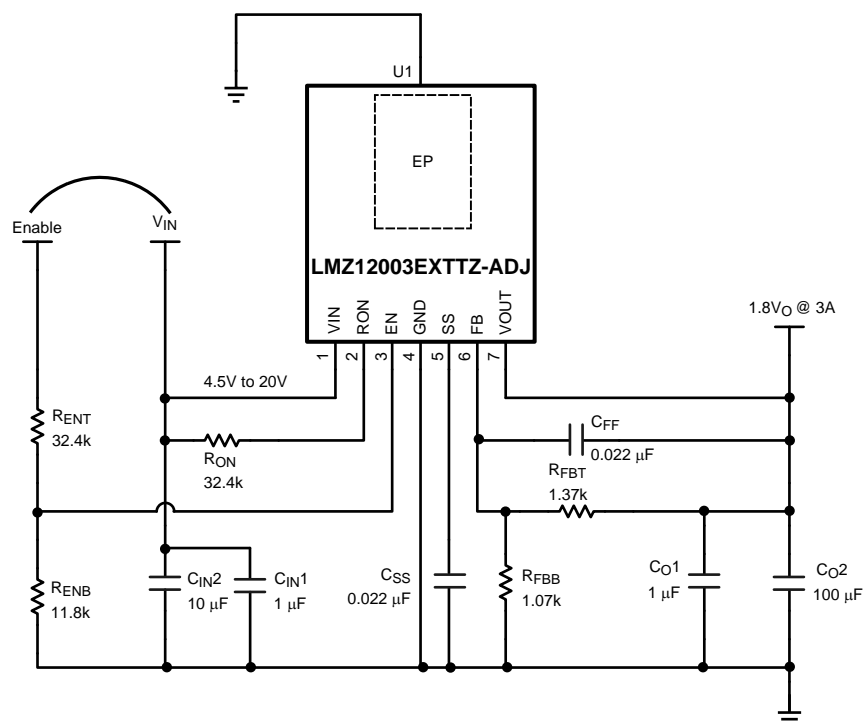 U1
EP
Enable
VIN
LMZ12003EXTTZ-ADJ
VIN
RON
EN
GND
SS
FB
VOUT
1
2
3
4
5
6
7
1.8VO @ 3A
4.5V to 20V
RENT
32.4k
RON
32.4k
CFF
0.022 μF
RFBT
1.37k
RENB
11.8k
CIN2
10 μF
CIN1
1 μF
CSS
0.022 μF
RFBB
1.07k
CO1
1 μF
CO2
100 μF